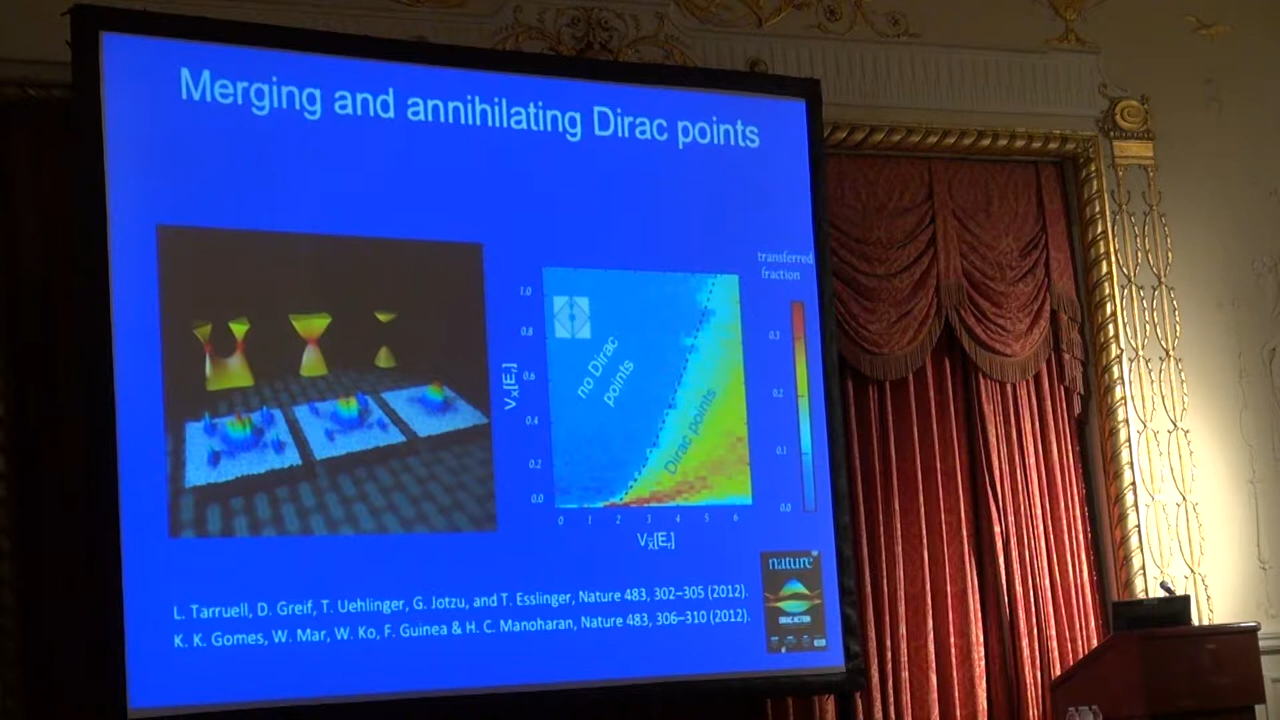 Merging and annihilating Dirac points
transferred
fraction
1.0
0.8
0.6
0.4
0.2
0.0
Vx[Er]
no Dirac
points
Dirac points
0.3
0.2
0.1
0.0
0 1 2 3 4 5 6
Vx̄[Er]
nature
DIRAC ACTION
L. Tarruell, D. Greif, T. Uehlinger, G. Jotzu, and T. Esslinger, Nature 483, 302–305 (2012).
K. K. Gomes, W. Mar, W. Ko, F. Guinea & H. C. Manoharan, Nature 483, 306–310 (2012).